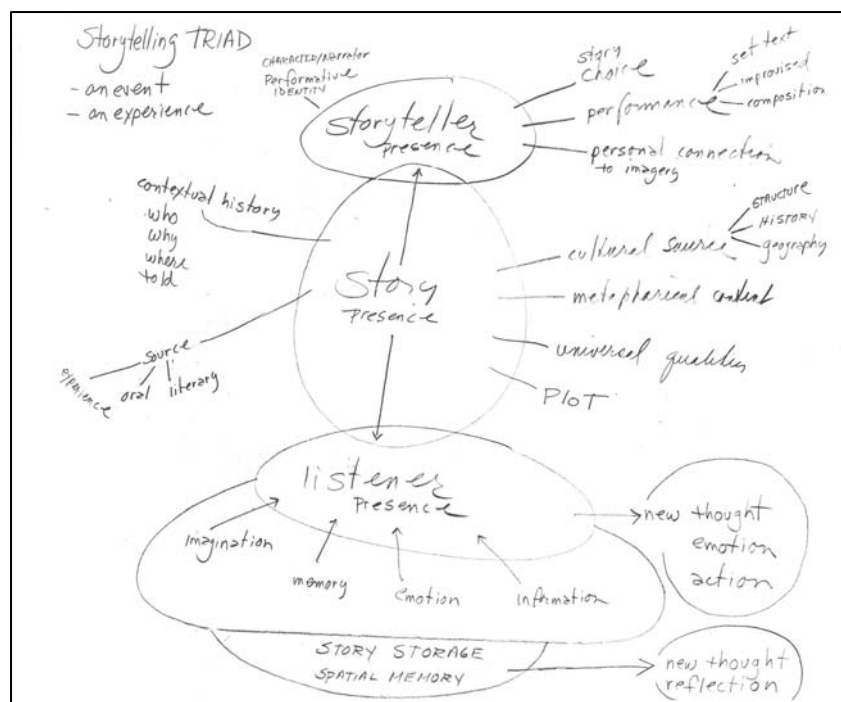 Storytelling TRIAD
- an event
- an experience
CHARACTER/Narrator
Performative
IDENTITY
Storyteller
presence
story
choice
performance
set text
improvised
composition
personal connection
to imagery
contextual history
who
why
where
told
Story
Presence
cultural source
STRUCTURE
HISTORY
geography
metaphorical content
universal qualities
PLOT
source
experience
oral
literary
listener
Presence
imagination
memory
emotion
information
new thought
emotion
action
STORY STORAGE
SPATIAL MEMORY
new thought
reflection